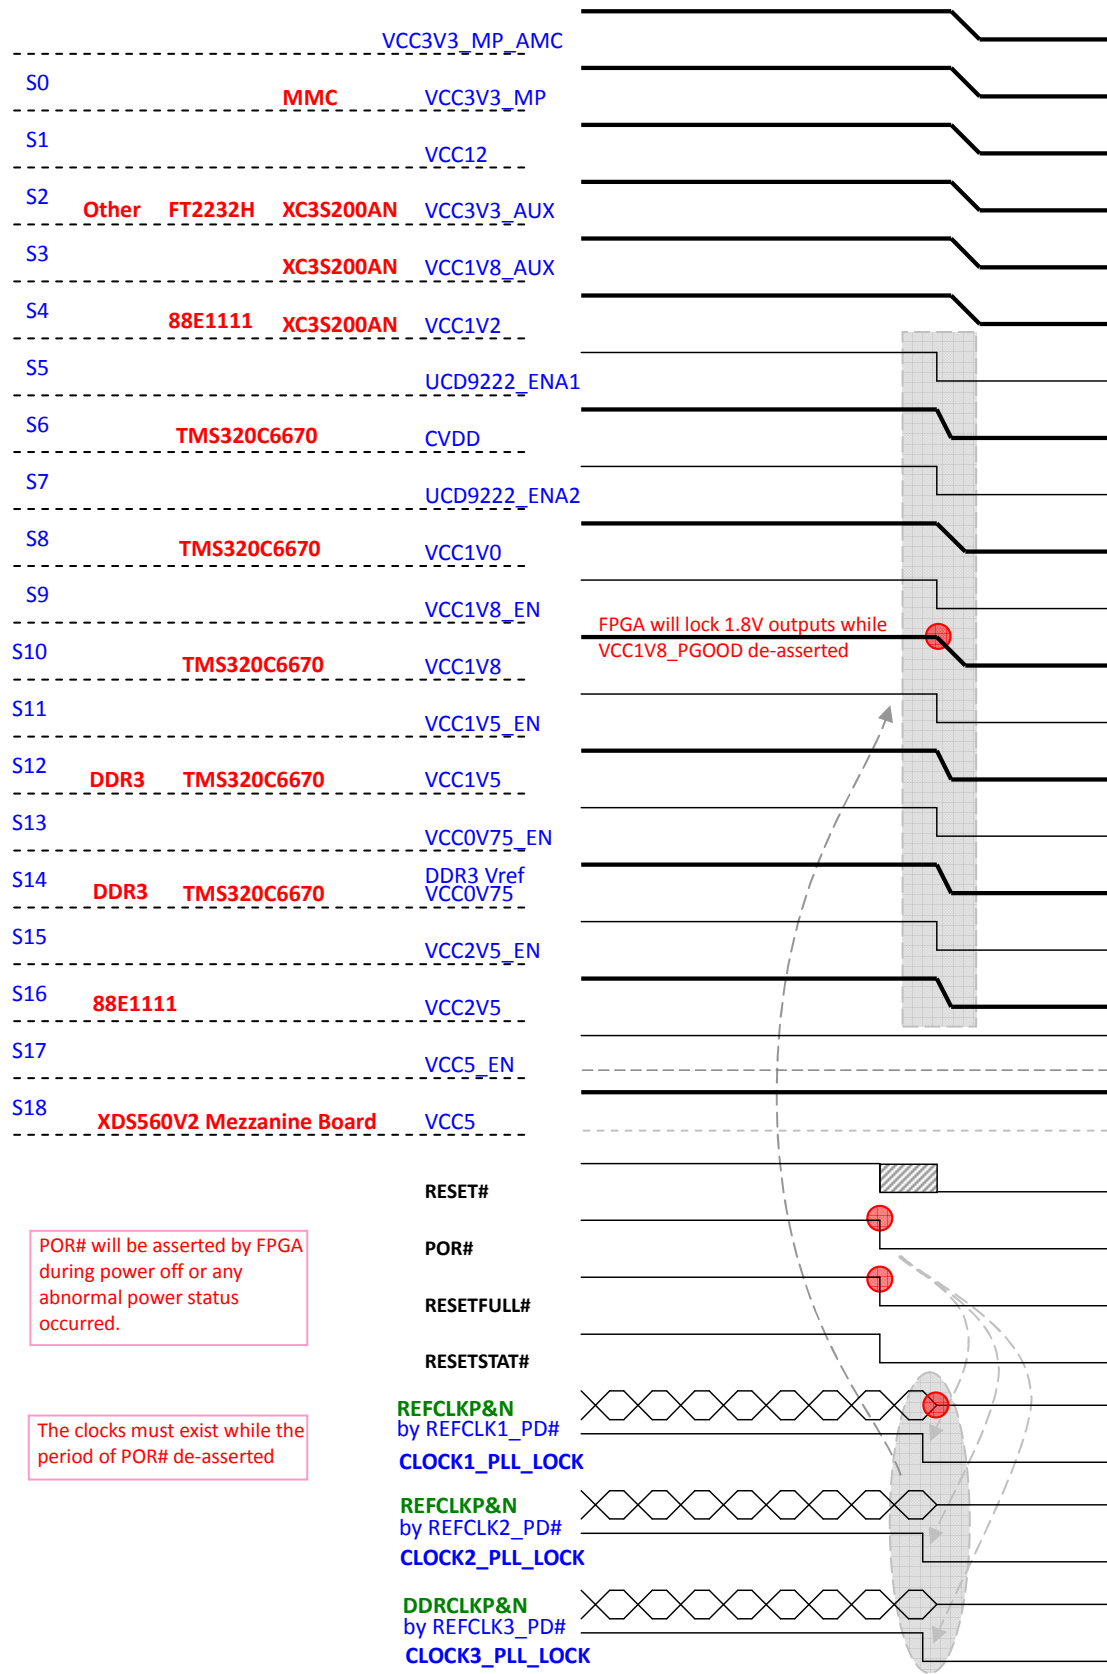 VCC3V3_MP_AMC
S0
MMC VCC3V3_MP
S1
VCC12
S2
Other FT2232H XC3S200AN VCC3V3_AUX
S3
XC3S200AN VCC1V8_AUX
S4
88E1111 XC3S200AN VCC1V2
S5
UCD9222_ENA1
S6
TMS320C6670 CVDD
S7
UCD9222_ENA2
S8
TMS320C6670 VCC1V0
S9
VCC1V8_EN
FPGA will lock 1.8V outputs while
VCC1V8_PGOOD de-asserted
S10
TMS320C6670 VCC1V8
S11
VCC1V5_EN
S12
DDR3 TMS320C6670 VCC1V5
S13
VCC0V75_EN
S14
DDR3 Vref
DDR3 TMS320C6670 VCC0V75
S15
VCC2V5_EN
S16
88E1111 VCC2V5
S17
VCC5_EN
S18
XDS560V2 Mezzanine Board VCC5
RESET#
POR# will be asserted by FPGA
during power off or any
abnormal power status
occurred.
POR#
RESETFULL#
RESETSTAT#
The clocks must exist while the
period of POR# de-asserted
REFCLKP&N
by REFCLK1_PD#
CLOCK1_PLL_LOCK
REFCLKP&N
by REFCLK2_PD#
CLOCK2_PLL_LOCK
DDRCLKP&N
by REFCLK3_PD#
CLOCK3_PLL_LOCK